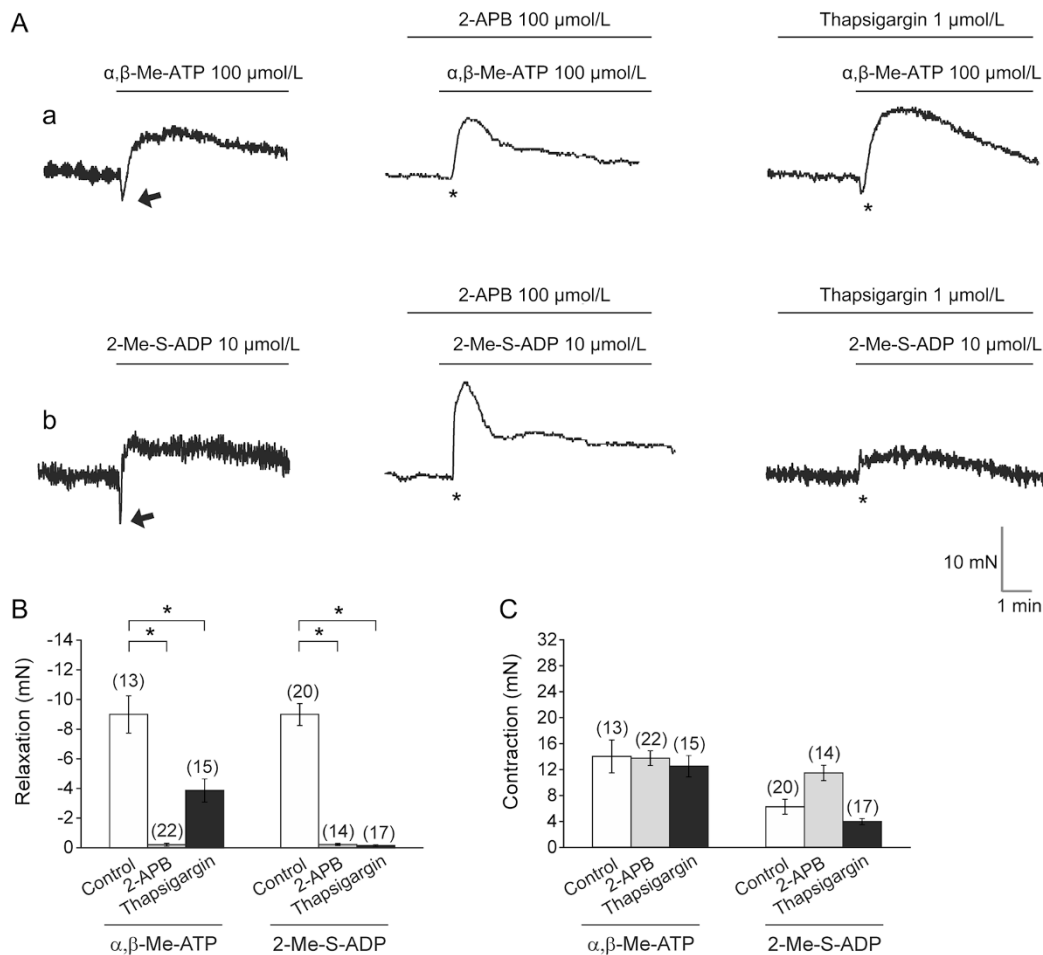 A
2-APB 100 µmol/L
Thapsigargin 1 µmol/L
α,β-Me-ATP 100 µmol/L
α,β-Me-ATP 100 µmol/L
α,β-Me-ATP 100 µmol/L
a
*
*
2-APB 100 µmol/L
Thapsigargin 1 µmol/L
2-Me-S-ADP 10 µmol/L
2-Me-S-ADP 10 µmol/L
2-Me-S-ADP 10 µmol/L
b
*
*
10 mN
1 min
B
Relaxation (mN)
-14
-12
-10
-8
-6
-4
-2
0
*
*
(13)
(22)
(15)
*
*
(20)
(14)
(17)
Control
2-APB
Thapsigargin
Control
2-APB
Thapsigargin
α,β-Me-ATP
2-Me-S-ADP
C
Contraction (mN)
32
28
24
20
16
12
8
4
0
(13)
(22)
(15)
(20)
(14)
(17)
Control
2-APB
Thapsigargin
Control
2-APB
Thapsigargin
α,β-Me-ATP
2-Me-S-ADP